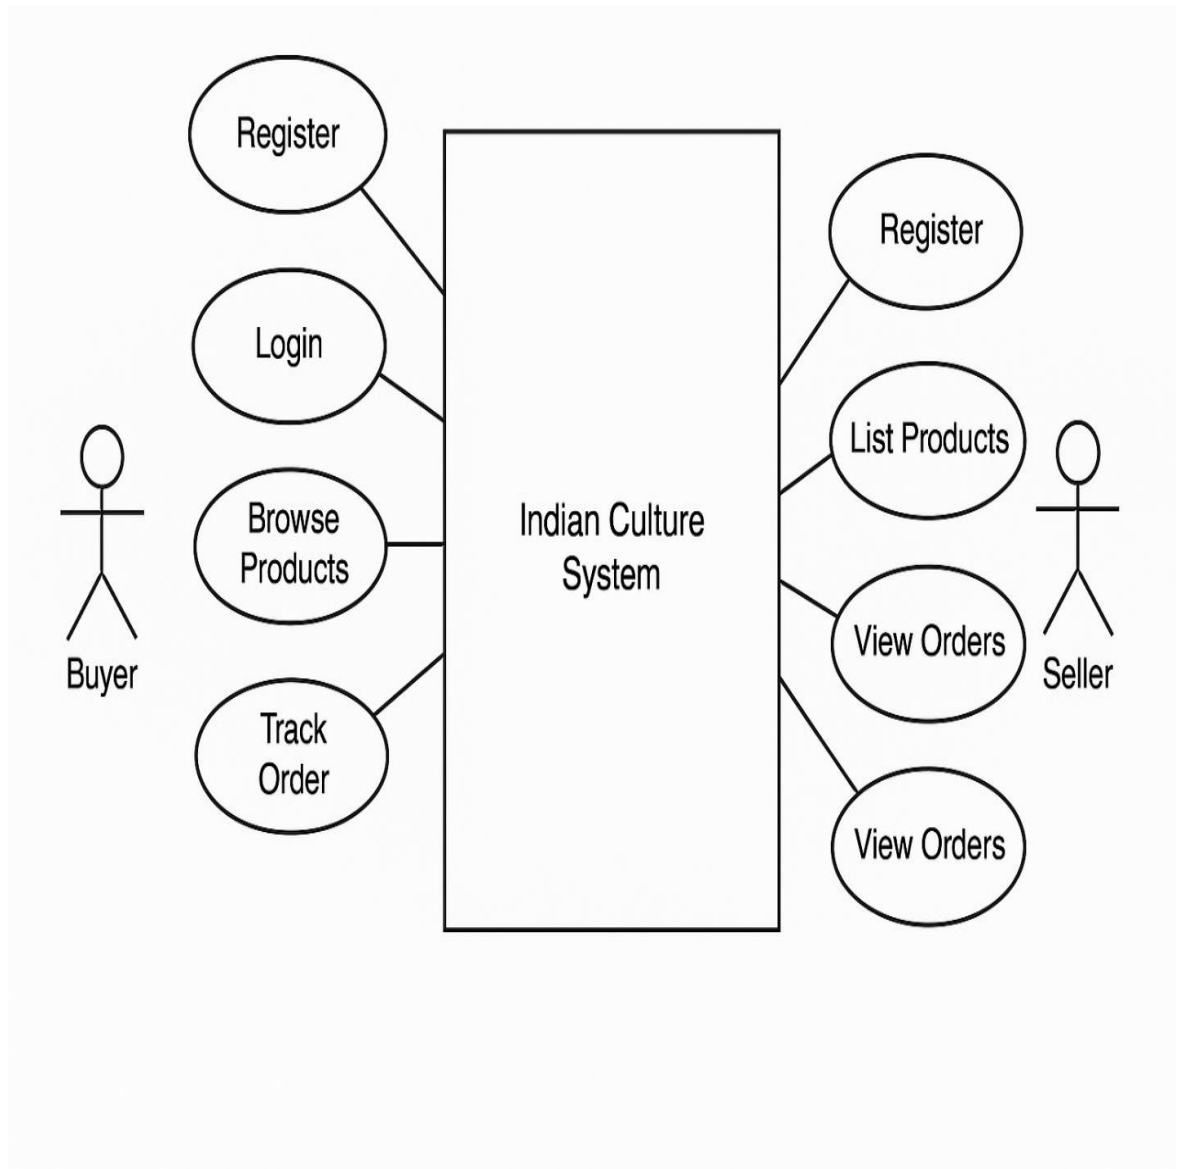 Register
Login
Browse
Products
Track
Order
Buyer
Indian Culture
System
Register
List Products
View Orders
View Orders
Seller